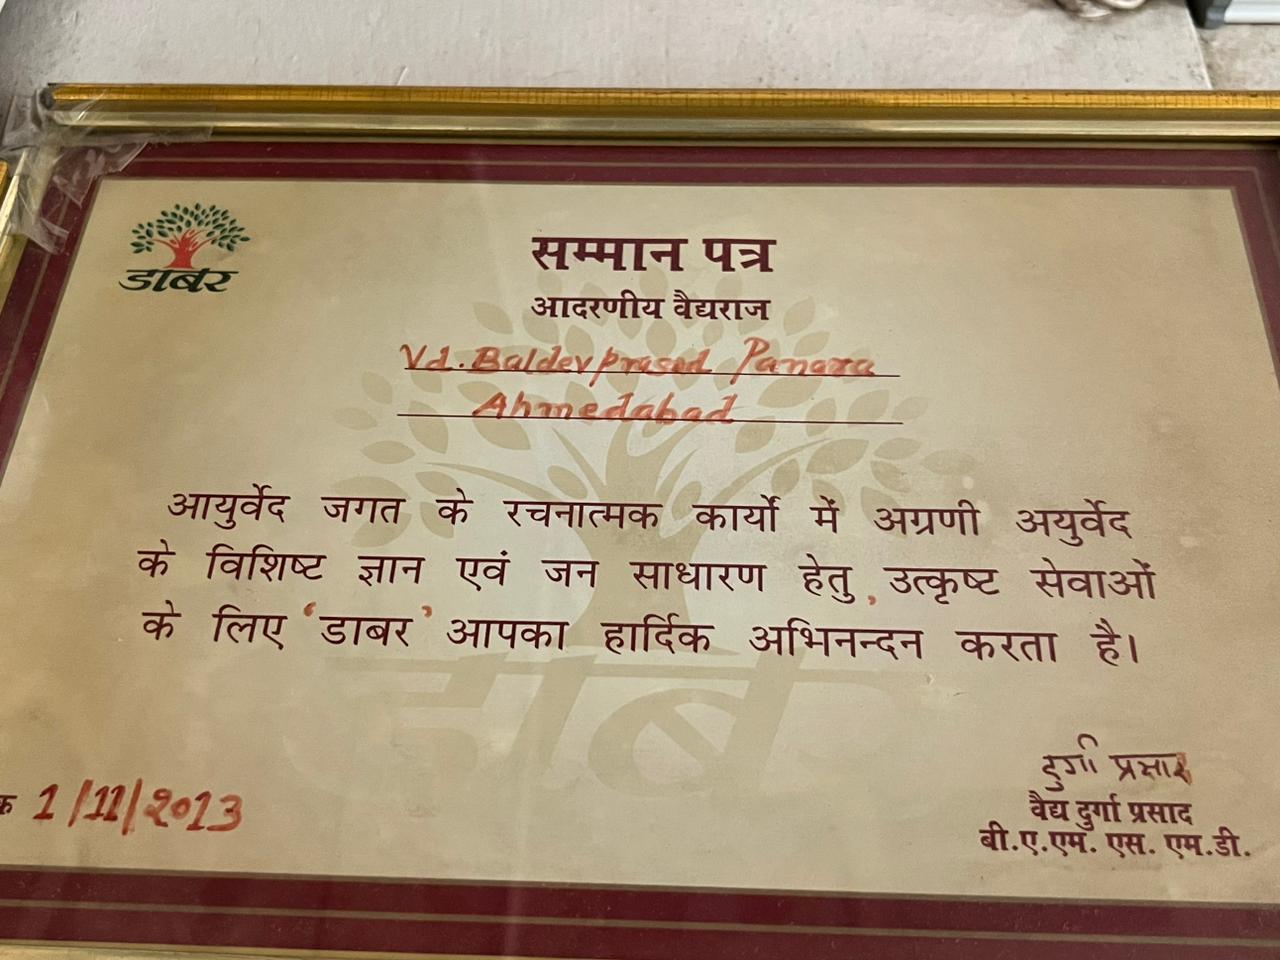 डाबर
सम्मान पत्र
आदरणीय वैद्यराज
Vd. Baldevprasad Panara
Ahmedabad
आयुर्वेद जगत के रचनात्मक कार्यों में अग्रणी अयुर्वेद
के विशिष्ट ज्ञान एवं जन साधारण हेतु, उत्कृष्ट सेवाओं
के लिए ‘डाबर’ आपका हार्दिक अभिनन्दन करता है।
डाबर
1/11/2013
दुर्गा प्रसाद
वैद्य दुर्गा प्रसाद
बी.ए.एम. एस. एम.डी.